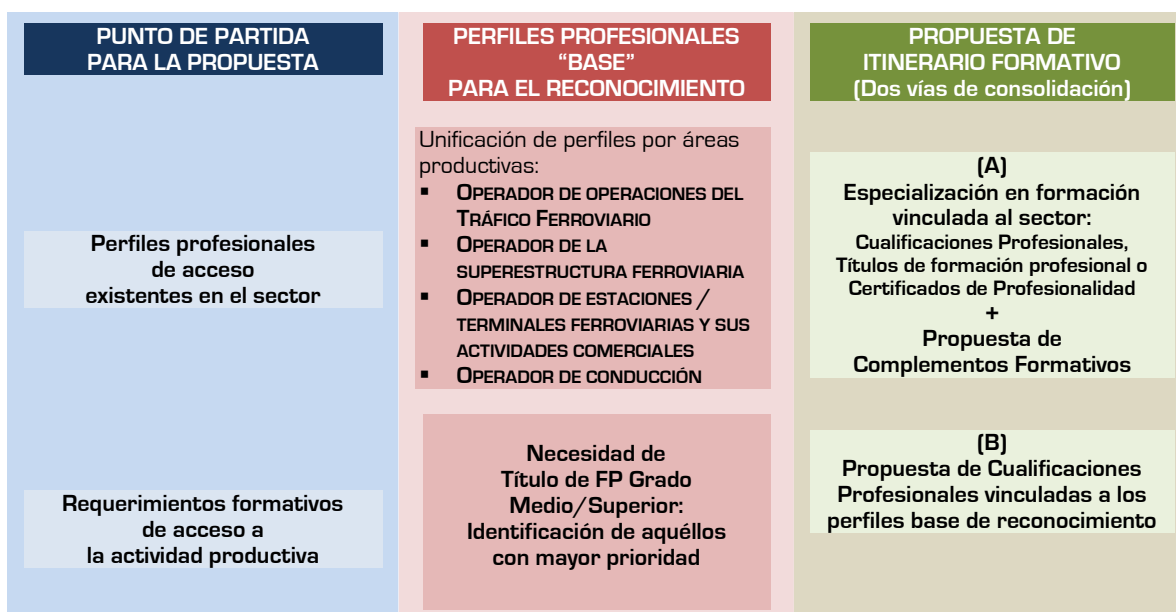 PUNTO DE PARTIDA
PARA LA PROPUESTA
Perfiles profesionales
de acceso
existentes en el sector
Requerimientos formativos
de acceso a
la actividad productiva
PERFILES PROFESIONALES
“BASE”
PARA EL RECONOCIMIENTO
Unificación de perfiles por áreas
productivas:
▪ OPERADOR DE OPERACIONES DEL
TRÁFICO FERROVIARIO
▪ OPERADOR DE LA
SUPERESTRUCTURA FERROVIARIA
▪ OPERADOR DE ESTACIONES /
TERMINALES FERROVIARIAS Y SUS
ACTIVIDADES COMERCIALES
▪ OPERADOR DE CONDUCCIÓN
Necesidad de
Título de FP Grado
Medio/Superior:
Identificación de aquéllos
con mayor prioridad
PROPUESTA DE
ITINERARIO FORMATIVO
(Dos vías de consolidación)
(A)
Especialización en formación
vinculada al sector:
Cualificaciones Profesionales,
Títulos de formación profesional o
Certificados de Profesionalidad
+
Propuesta de
Complementos Formativos
(B)
Propuesta de Cualificaciones
Profesionales vinculadas a los
perfiles base de reconocimiento